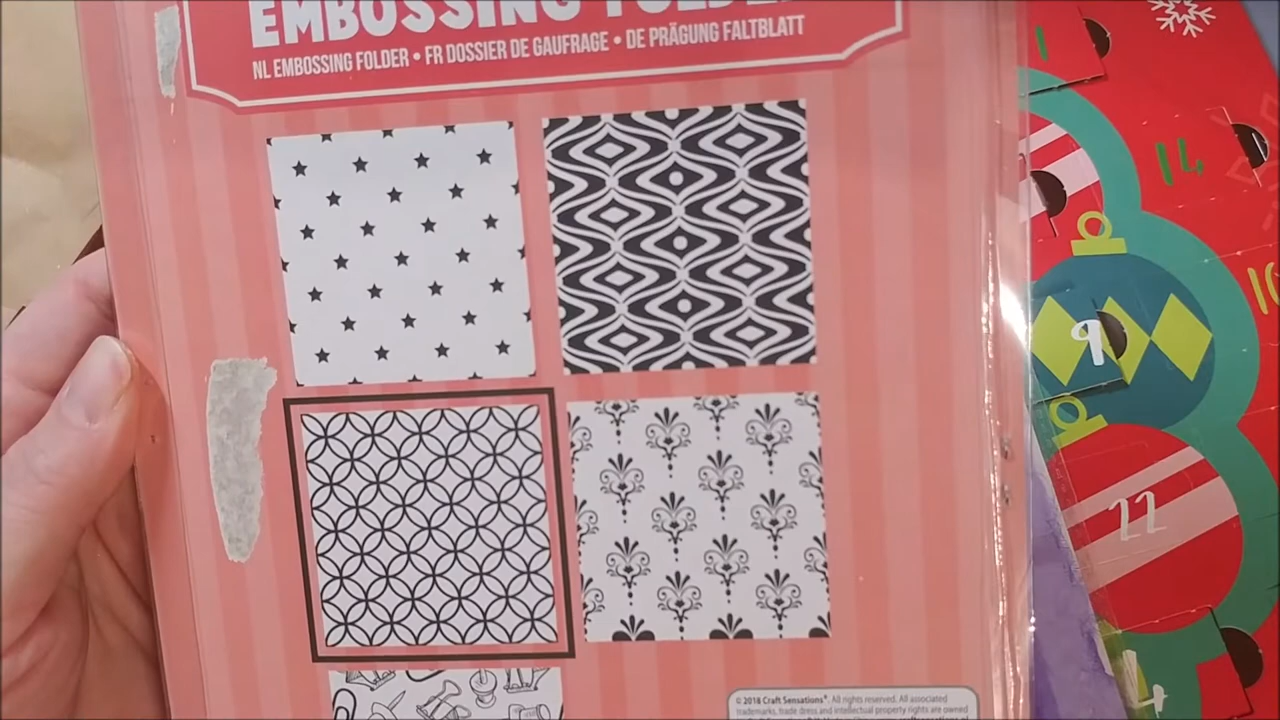 EMBOSSING FOLDER
NL EMBOSSING FOLDER • FR DOSSIER DE GAUFRAGE • DE PRÄGUNG FALTBLATT
1
14
9
22
© 2018 Craft Sensations®. All rights reserved. All associated
trademarks, trade dress and intellectual property rights are owned